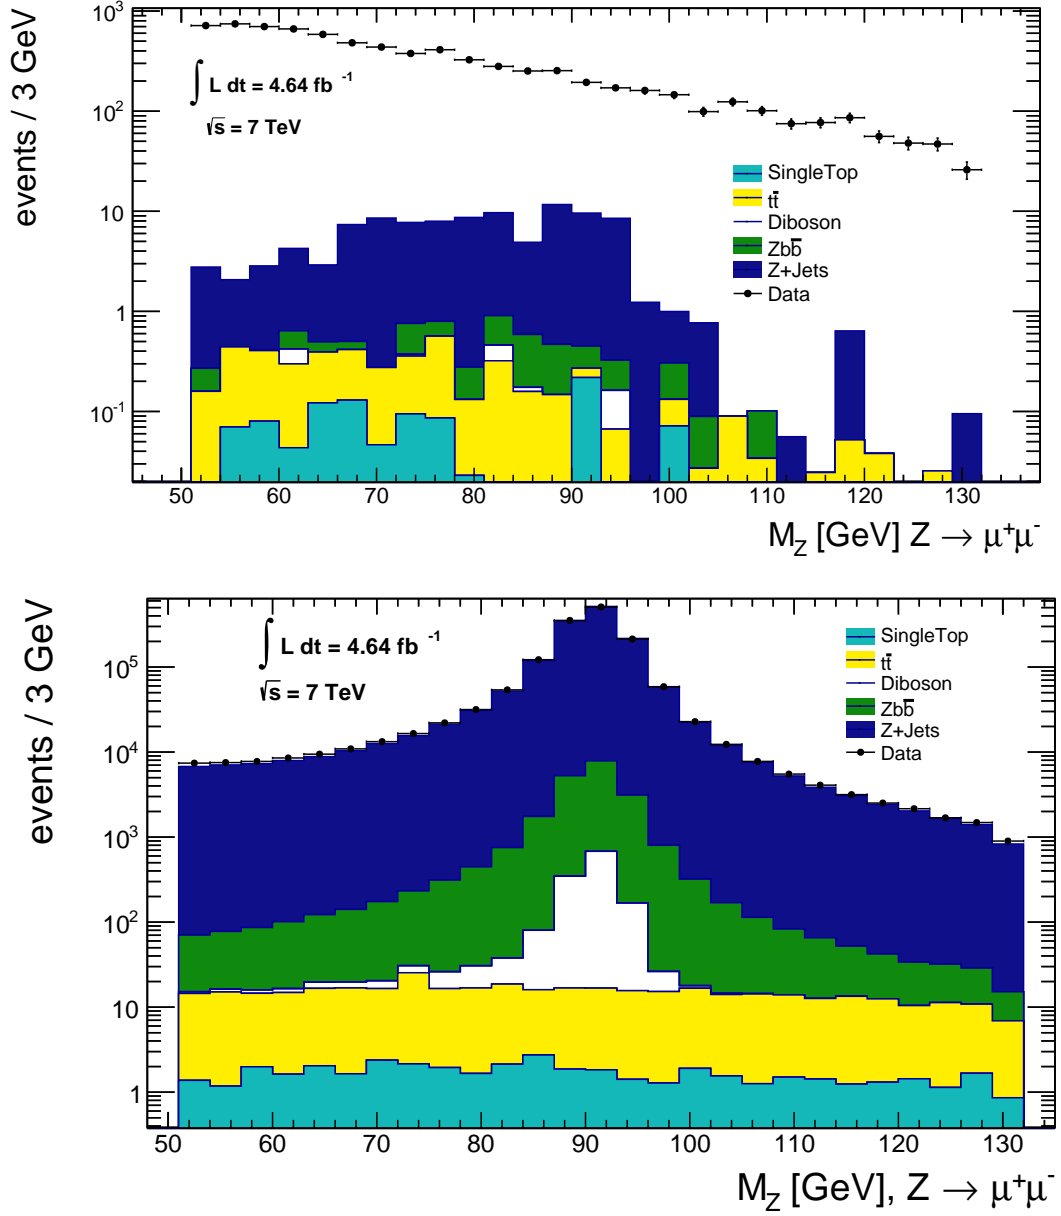 events / 3 GeV
10³
10²
10
1
10⁻¹
∫ L dt = 4.64 fb⁻¹
√s = 7 TeV
SingleTop
tt̄
Diboson
Zbb̄
Z+Jets
Data
50 60 70 80 90 100 110 120 130
M_Z [GeV] Z → μ⁺μ⁻
events / 3 GeV
10⁵
10⁴
10³
10²
10
1
∫ L dt = 4.64 fb⁻¹
√s = 7 TeV
SingleTop
tt̄
Diboson
Zbb̄
Z+Jets
Data
50 60 70 80 90 100 110 120 130
M_Z [GeV], Z → μ⁺μ⁻